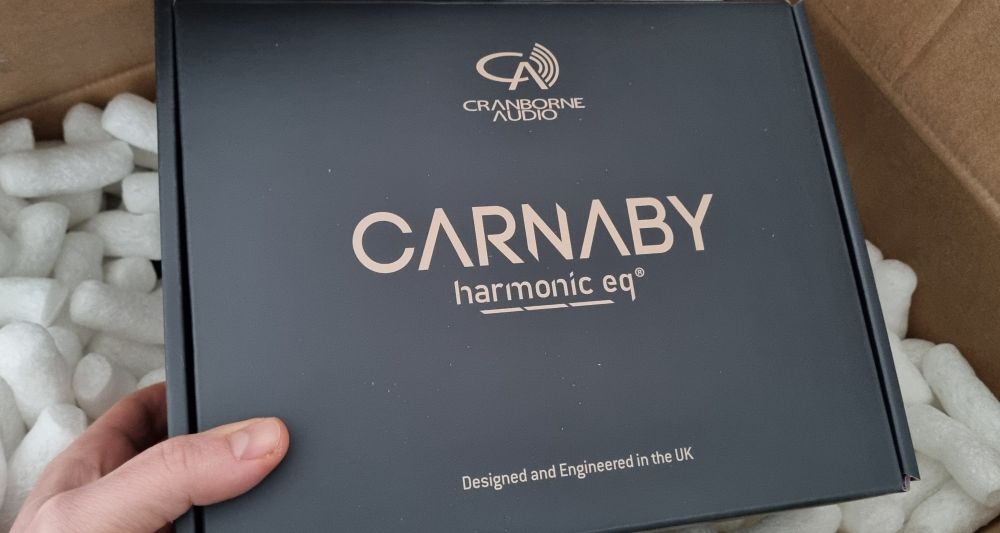 CA
CRANBORNE
AUDIO
CARNABY
harmonic eq®
Designed and Engineered in the UK